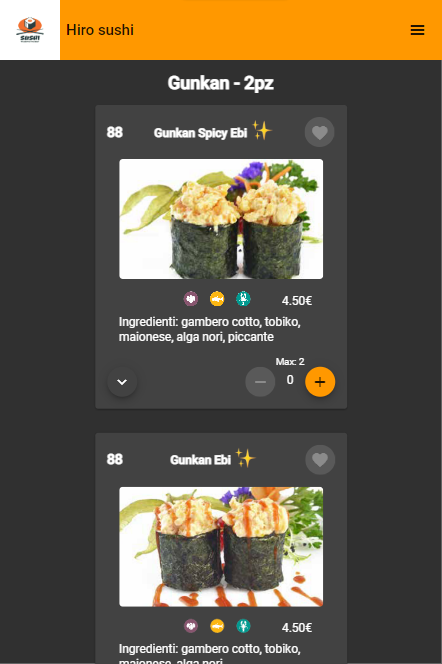 SUSHI
Hiro sushi
Gunkan - 2pz
88 Gunkan Spicy Ebi
4.50€
Ingredienti: gambero cotto, tobiko,
maionese, alga nori, piccante
Max: 2
0
88 Gunkan Ebi
4.50€
Ingredienti: gambero cotto, tobiko,
maionese, alga nori